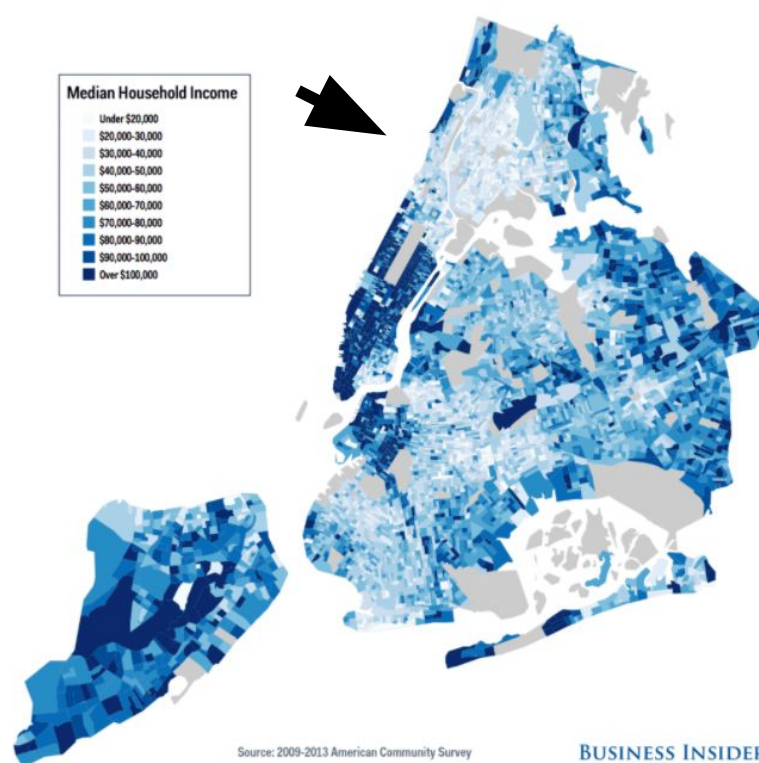 Median Household Income
Under $20,000
$20,000-30,000
$30,000-40,000
$40,000-50,000
$50,000-60,000
$60,000-70,000
$70,000-80,000
$80,000-90,000
$90,000-100,000
Over $100,000
Source: 2009-2013 American Community Survey
BUSINESS INSIDER